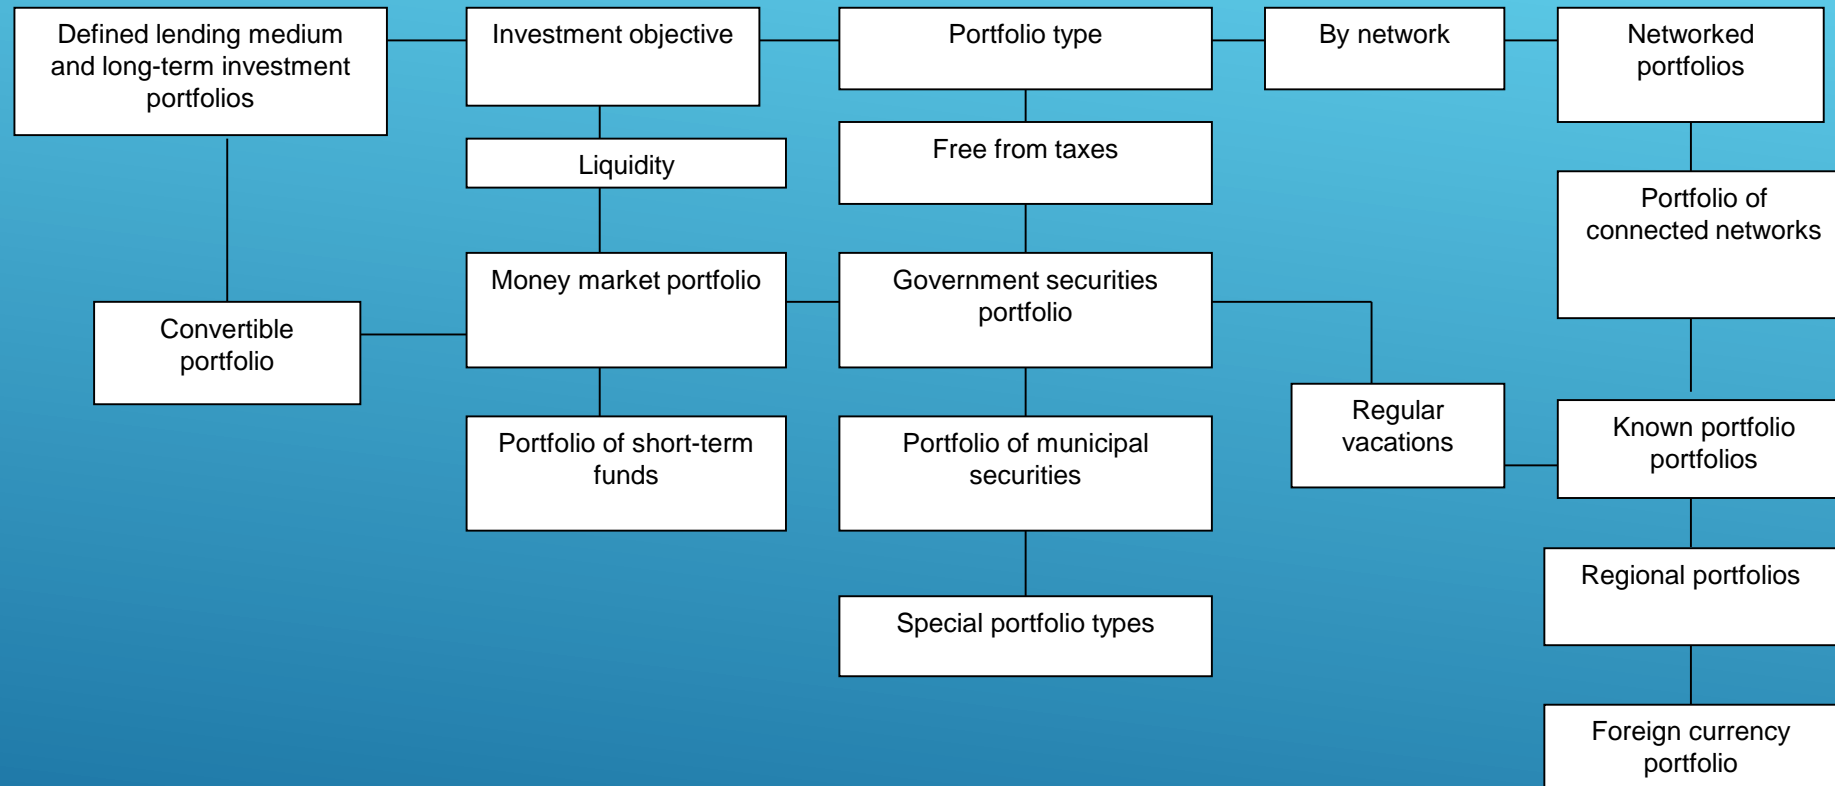 Defined lending medium
and long-term investment
portfolios
Investment objective
Portfolio type
By network
Networked
portfolios
Liquidity
Free from taxes
Portfolio of
connected networks
Convertible
portfolio
Money market portfolio
Government securities
portfolio
Regular
vacations
Known portfolio
portfolios
Portfolio of short-term
funds
Portfolio of municipal
securities
Regional portfolios
Special portfolio types
Foreign currency
portfolio